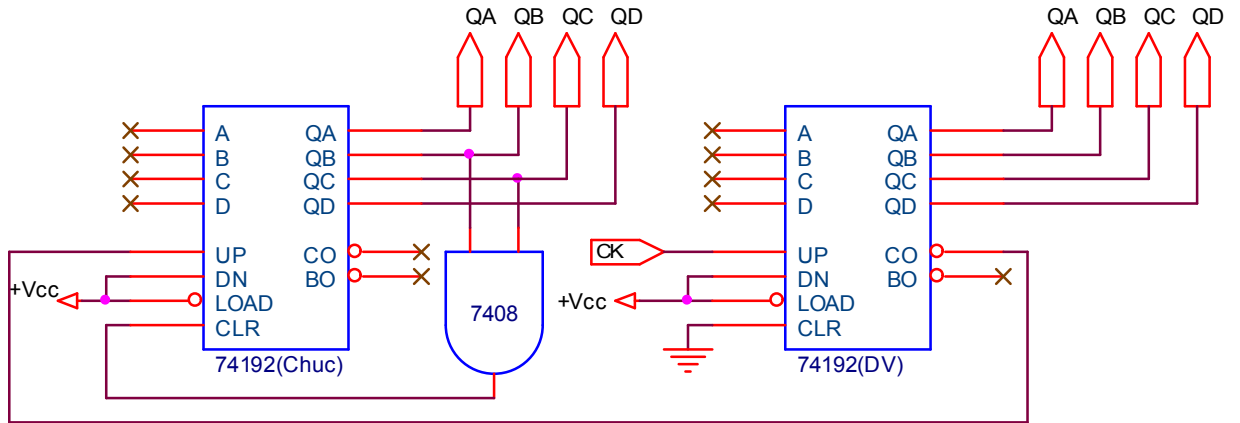 QA QB QC QD
QA QB QC QD
A QA
B QB
C QC
D QD
UP CO
DN BO
LOAD
CLR
+Vcc
74192(Chuc)
7408
CK
A QA
B QB
C QC
D QD
UP CO
DN BO
LOAD
CLR
+Vcc
74192(DV)